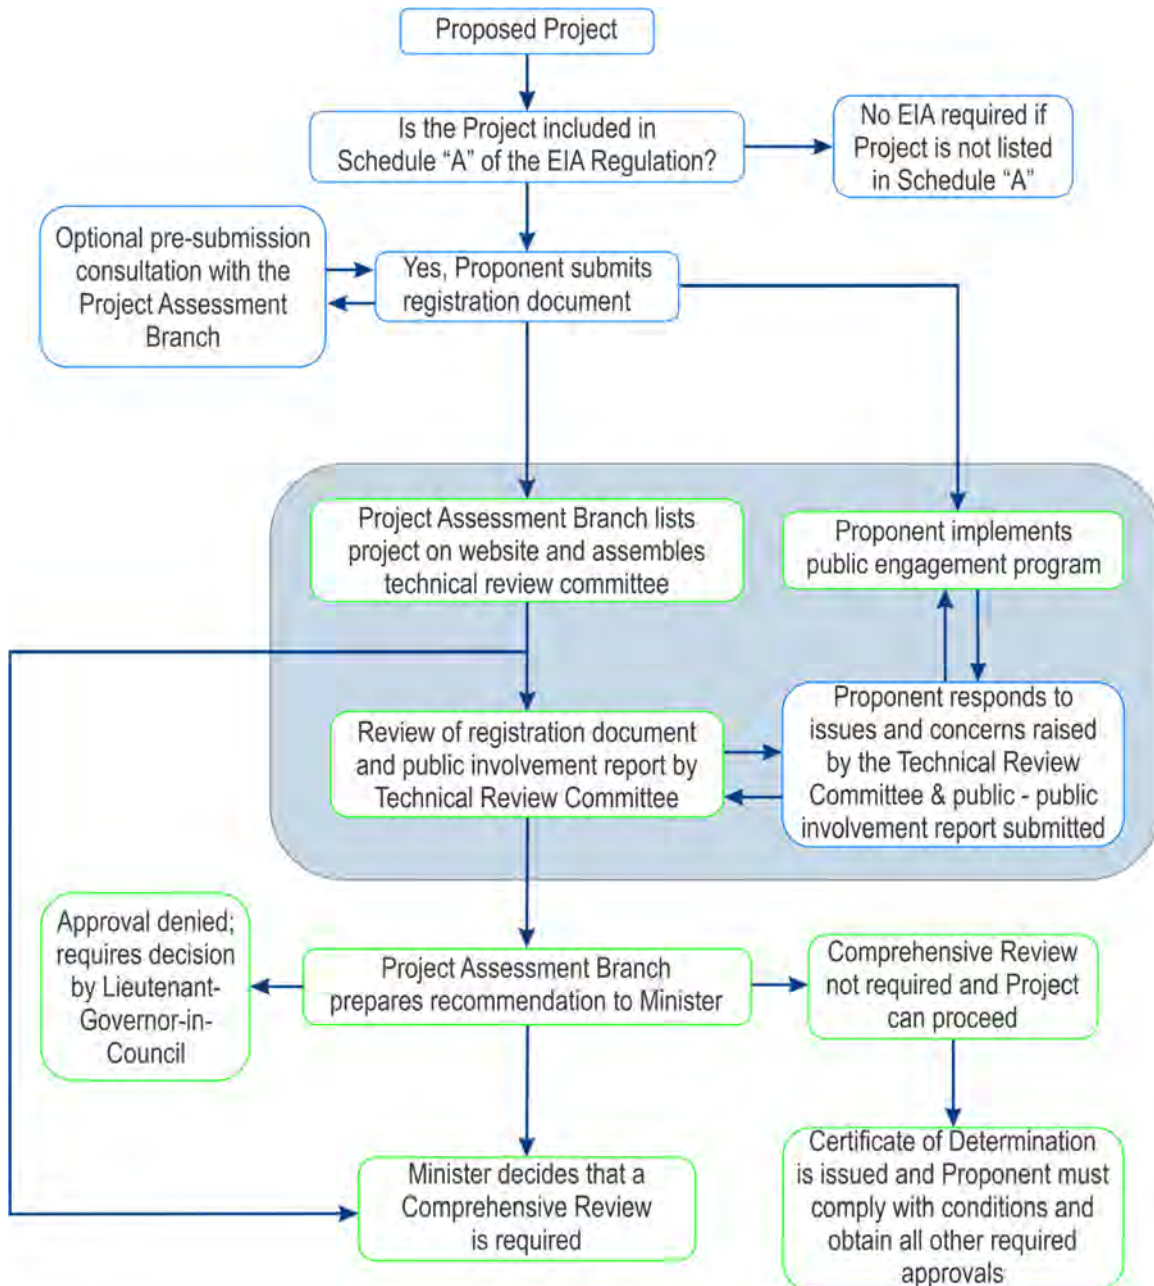 Proposed Project
Is the Project included in
Schedule “A” of the EIA Regulation?
No EIA required if
Project is not listed
in Schedule “A”
Optional pre-submission
consultation with the
Project Assessment
Branch
Yes, Proponent submits
registration document
Project Assessment Branch lists
project on website and assembles
technical review committee
Proponent implements
public engagement program
Review of registration document
and public involvement report by
Technical Review Committee
Proponent responds to
issues and concerns raised
by the Technical Review
Committee & public - public
involvement report submitted
Approval denied;
requires decision
by Lieutenant-
Governor-in-
Council
Project Assessment Branch
prepares recommendation to Minister
Comprehensive Review
not required and Project
can proceed
Minister decides that a
Comprehensive Review
is required
Certificate of Determination
is issued and Proponent must
comply with conditions and
obtain all other required
approvals